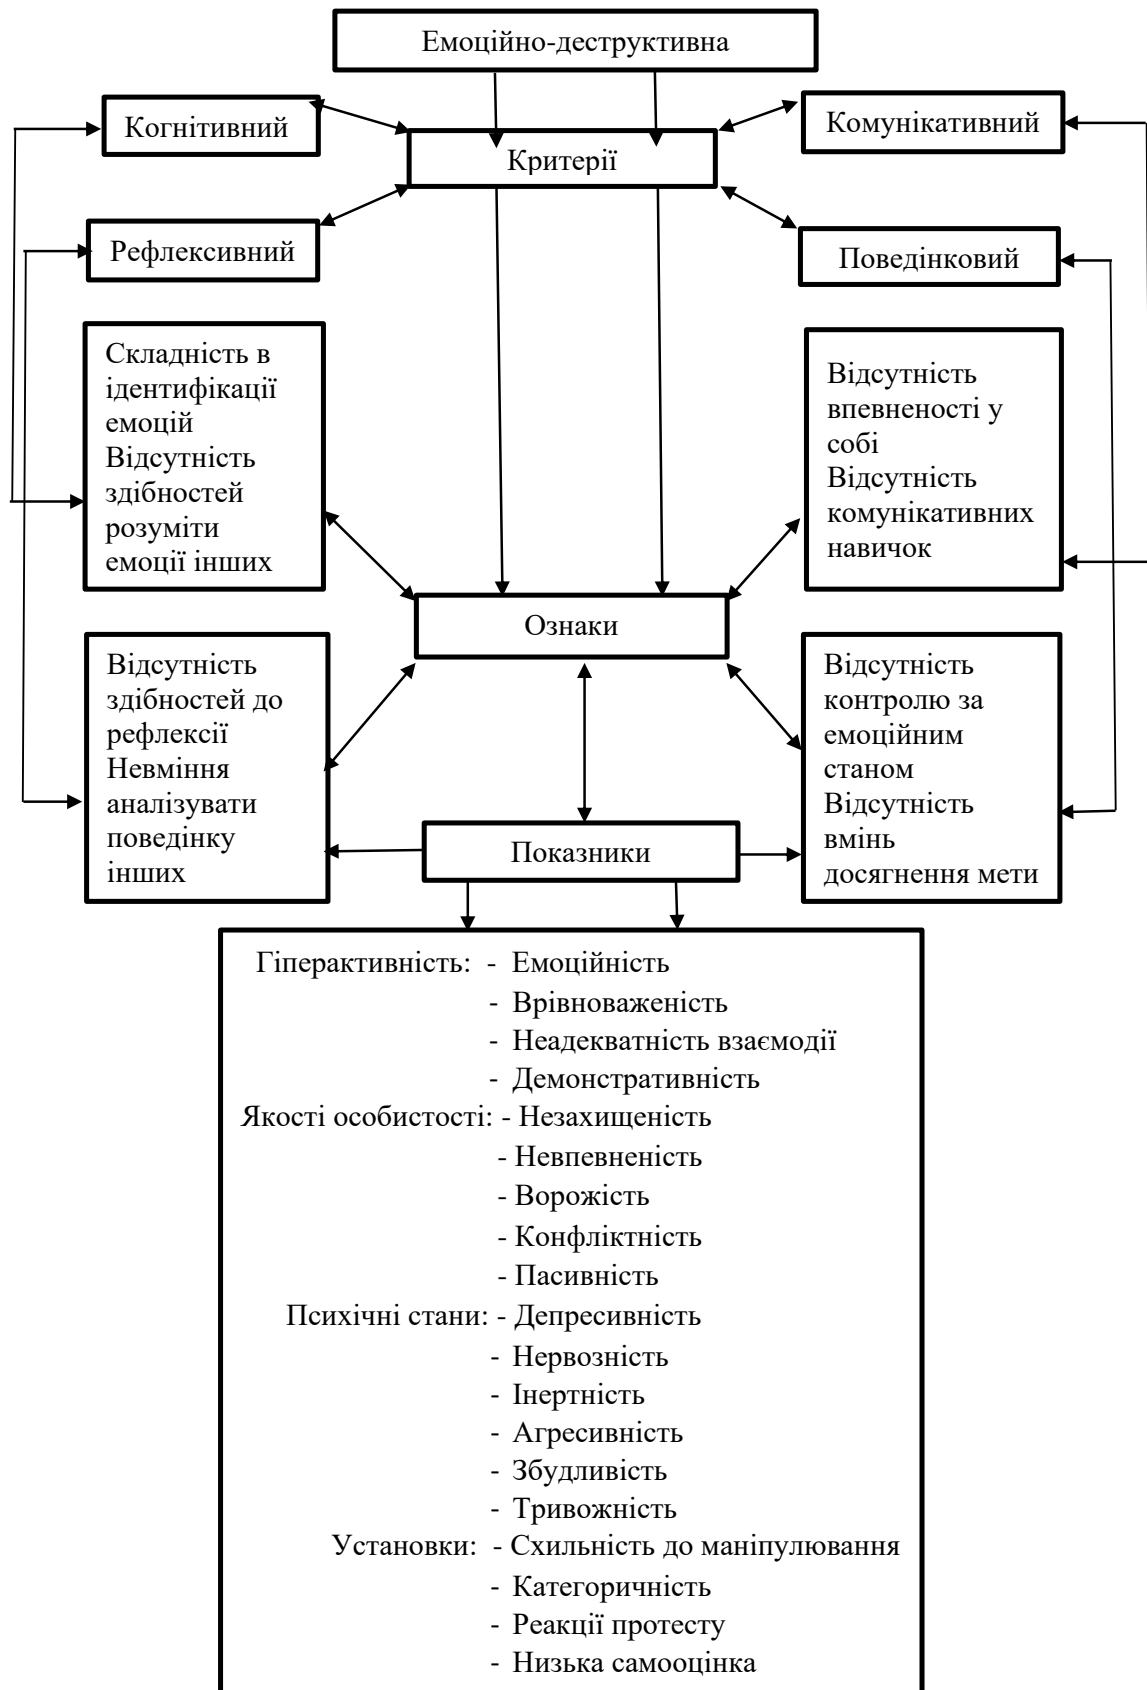 Емоційно-деструктивна
Когнітивний
Комунікативний
Критерії
Рефлексивний
Поведінковий
Складність в
ідентифікації
емоцій
Відсутність
здібностей
розуміти
емоції інших
Відсутність
впевненості у
собі
Відсутність
комунікативних
навичок
Ознаки
Відсутність
здібностей до
рефлексії
Невміння
аналізувати
поведінку
інших
Відсутність
контролю за
емоційним
станом
Відсутність
вмінь
досягнення мети
Показники
Гіперактивність: - Емоційність
- Врівноваженість
- Неадекватність взаємодії
- Демонстративність
Якості особистості: - Незахищеність
- Невпевненість
- Ворожість
- Конфліктність
- Пасивність
Психічні стани: - Депресивність
- Нервозність
- Інертність
- Агресивність
- Збудливість
- Тривожність
Установки: - Схильність до маніпулювання
- Категоричність
- Реакції протесту
- Низька самооцінка